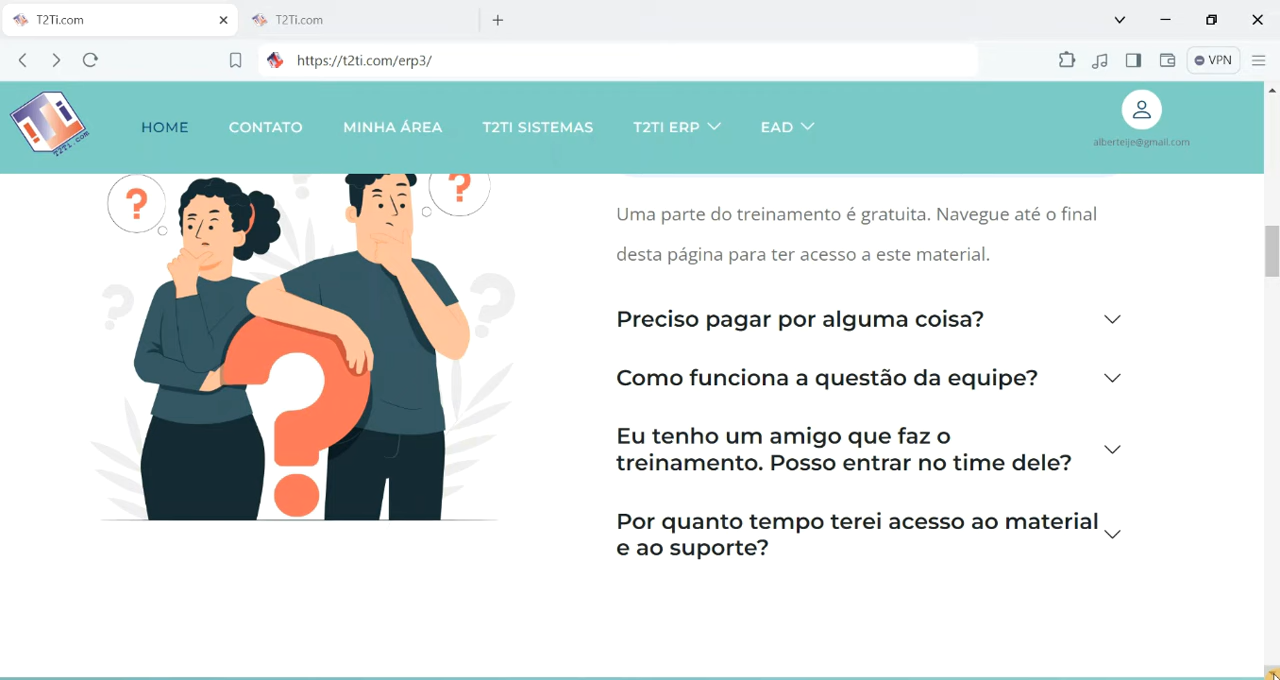 T2Ti.com
T2Ti.com
https://t2ti.com/erp3/
VPN
T2Ti.com
HOME
CONTATO
MINHA ÁREA
T2TI SISTEMAS
T2TI ERP
EAD
alberteije@gmail.com
?
?
Uma parte do treinamento é gratuita. Navegue até o final
desta página para ter acesso a este material.
?
?
?
Preciso pagar por alguma coisa?
Como funciona a questão da equipe?
Eu tenho um amigo que faz o
treinamento. Posso entrar no time dele?
Por quanto tempo terei acesso ao material
e ao suporte?